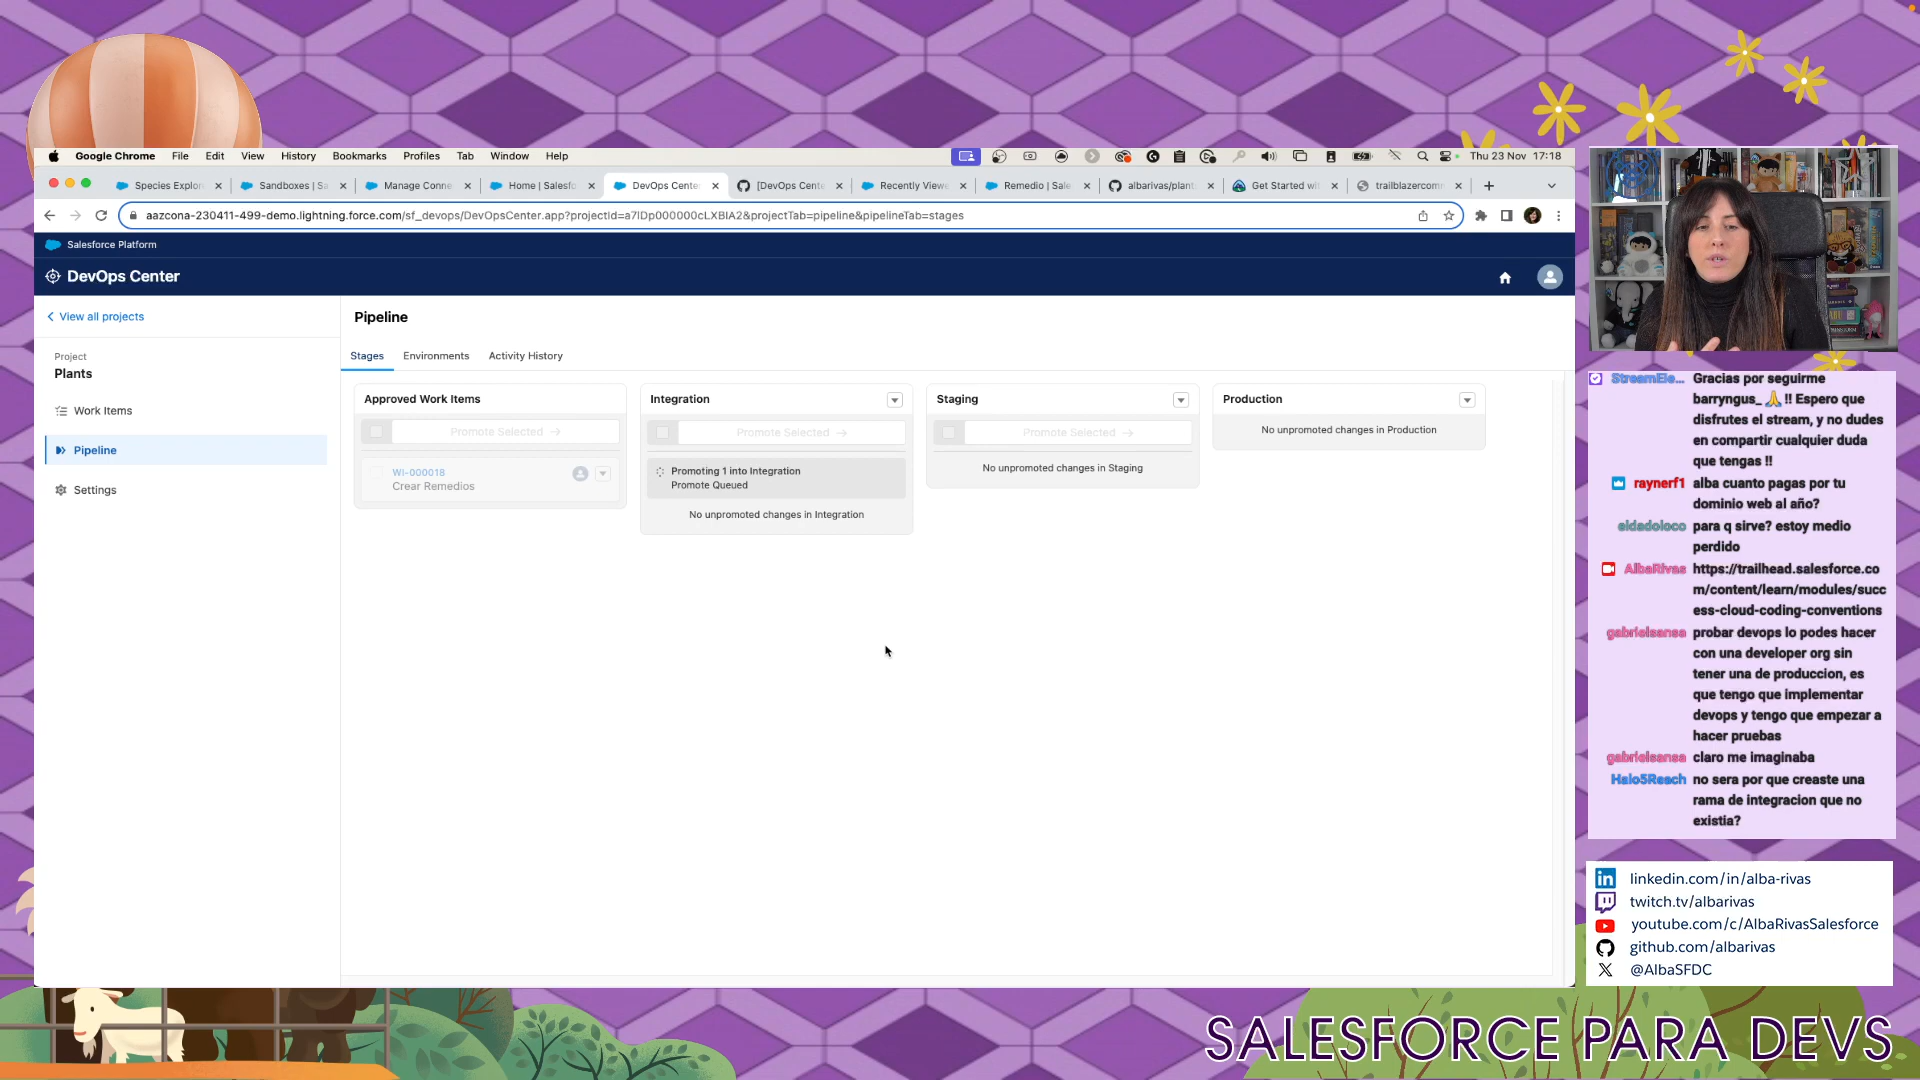 Google Chrome File Edit View History Bookmarks Profiles Tab Window Help Thu 23 Nov 17:18
Species Explor Sandboxes | Sa Manage Conne Home | Salesfo DevOps Cente [DevOps Cente Recently Viewe Remedio | Sale albarivas/plant Get Started wit trailblazercom
aazcona-230411-499-demo.lightning.force.com/sf_devops/DevOpsCenter.app?projectid=a7IDp000000cLXBIA2&projectTab=pipeline&pipelineTab=stages
Salesforce Platform
DevOps Center
View all projects
Project
Plants
Work Items
Pipeline
Settings
Pipeline
Stages Environments Activity History
Approved Work Items
Promote Selected
WI-000018
Crear Remedios
Integration
Promote Selected
Promoting 1 into Integration
Promote Queued
No unpromoted changes in Integration
Staging
Promote Selected
No unpromoted changes in Staging
Production
No unpromoted changes in Production
StreamEle... Gracias por seguirme
barryngus_ 🙏 !! Espero que
disfrutes el stream, y no dudes
en compartir cualquier duda
que tengas !!
raynerf1 alba cuanto pagas por tu
dominio web al año?
eldadoloco para q sirve? estoy medio
perdido
AlbaRivas https://trailhead.salesforce.co
m/content/learn/modules/succ
ess-cloud-coding-conventions
gabrielsansa probar devops lo podes hacer
con una developer org sin
tener una de produccion, es
que tengo que implementar
devops y tengo que empezar a
hacer pruebas
gabrielsansa claro me imaginaba
Halo5Reach no sera por que creaste una
rama de integracion que no
existia?
linkedin.com/in/alba-rivas
twitch.tv/albarivas
youtube.com/c/AlbaRivasSalesforce
github.com/albarivas
@AlbaSFDC
SALESFORCE PARA DEVS